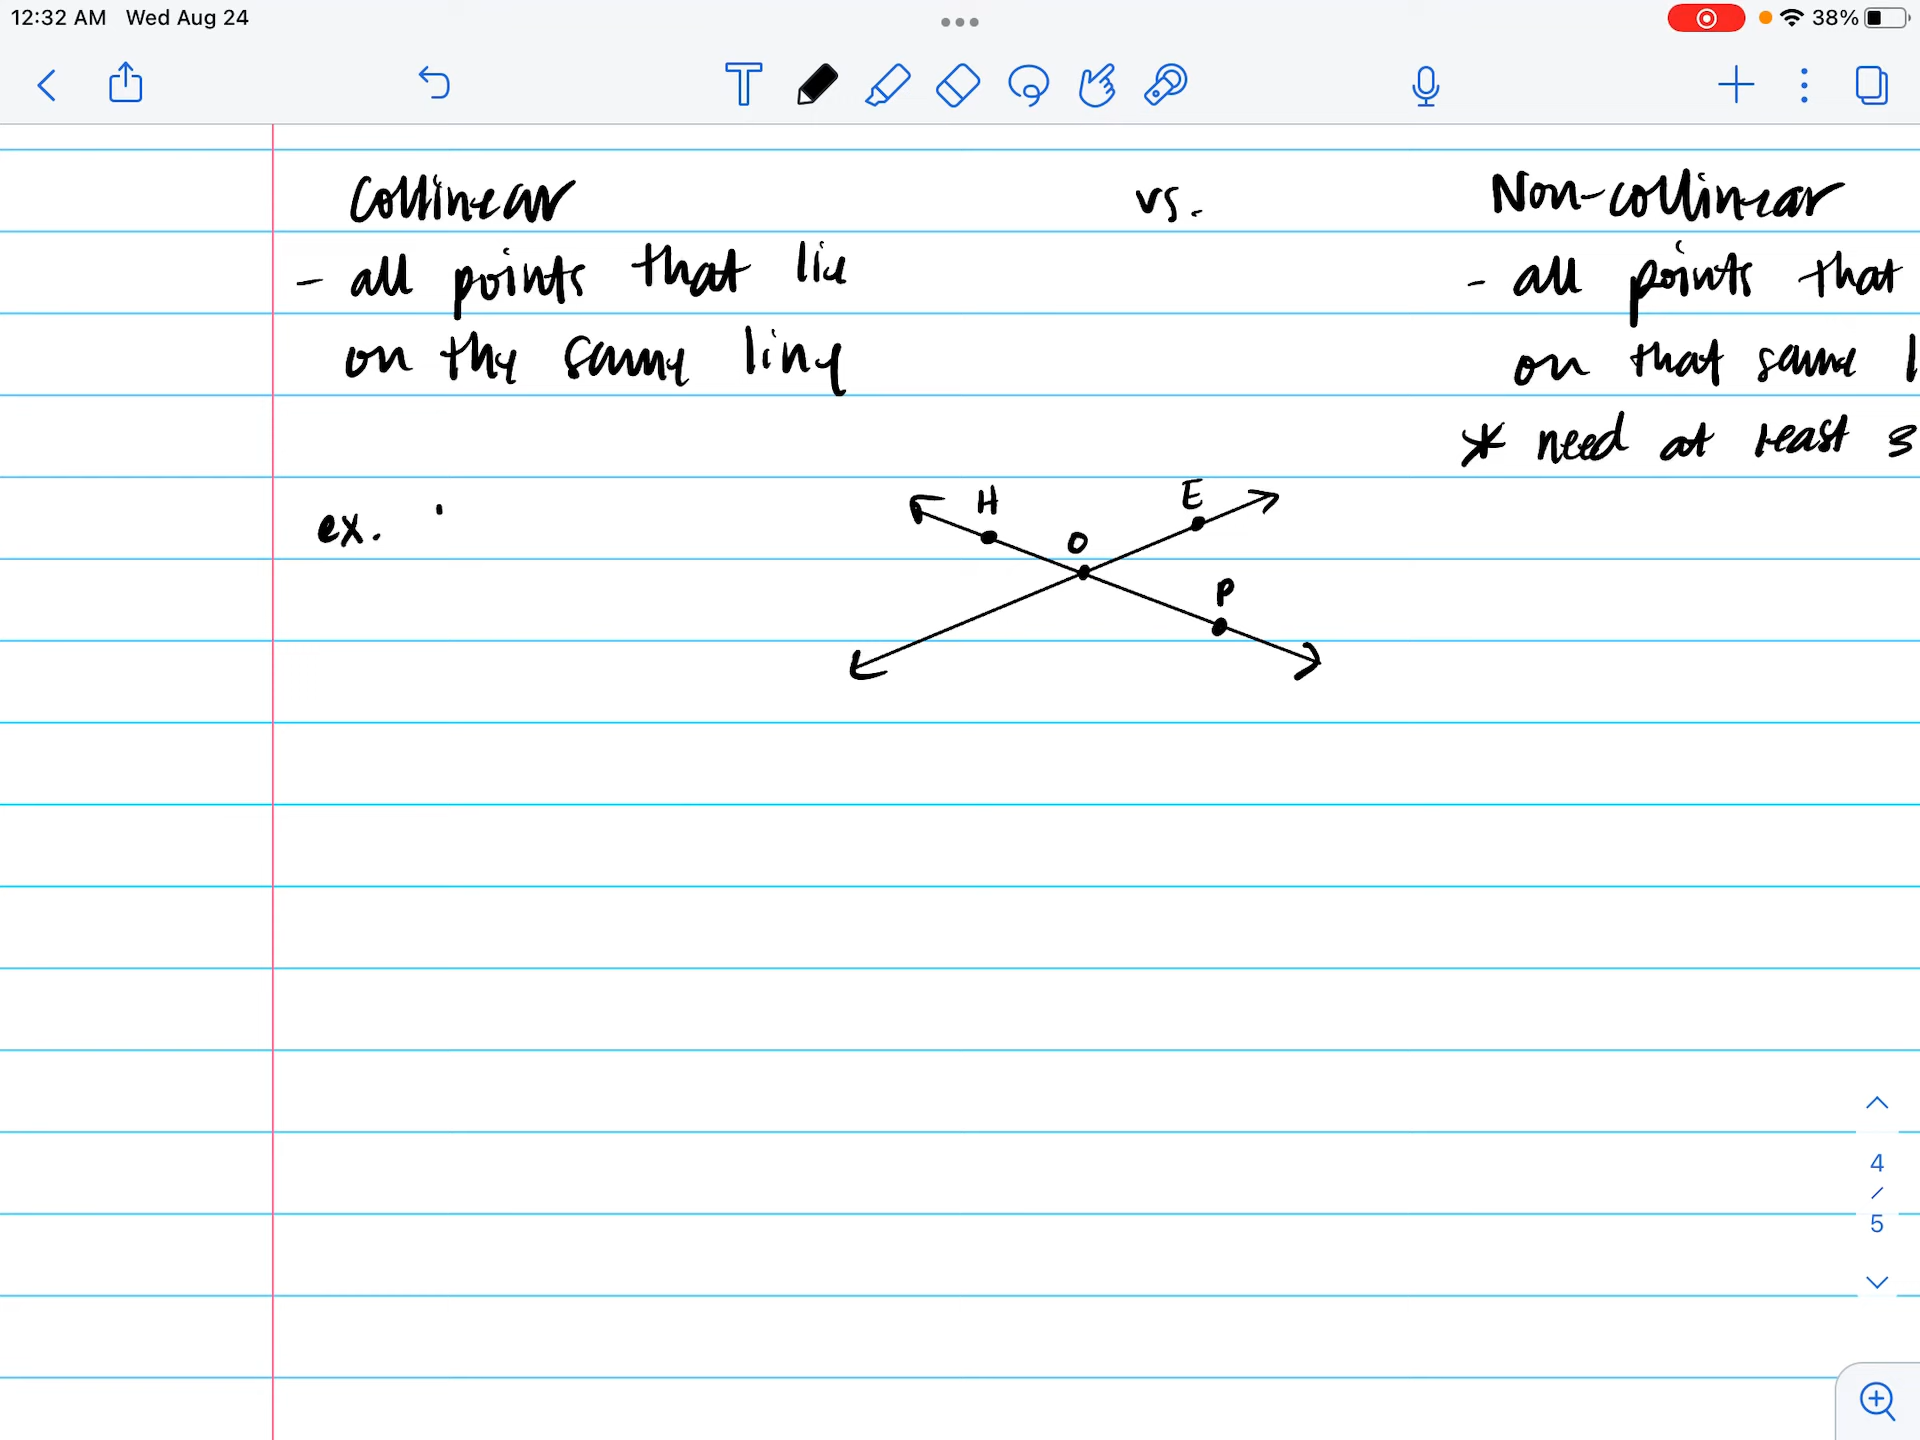 12:32 AM Wed Aug 24
38%
T
Collinear vs. Non-collinear
- all points that lie
on the same line
- all points that
on that same l
* need at least 3
ex.
H
E
O
P
4
/
5